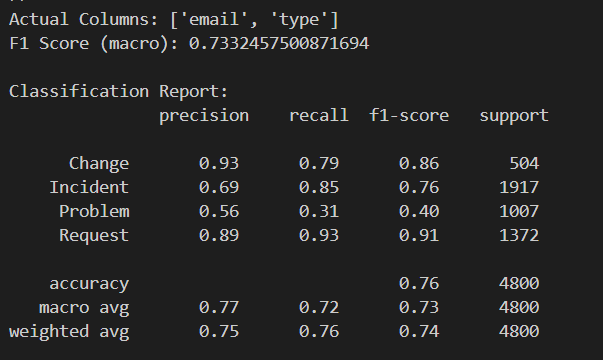 Actual Columns: ['email', 'type']
F1 Score (macro): 0.7332457500871694
Classification Report:
precision recall f1-score support
Change 0.93 0.79 0.86 504
Incident 0.69 0.85 0.76 1917
Problem 0.56 0.31 0.40 1007
Request 0.89 0.93 0.91 1372
accuracy 0.76 4800
macro avg 0.77 0.72 0.73 4800
weighted avg 0.75 0.76 0.74 4800